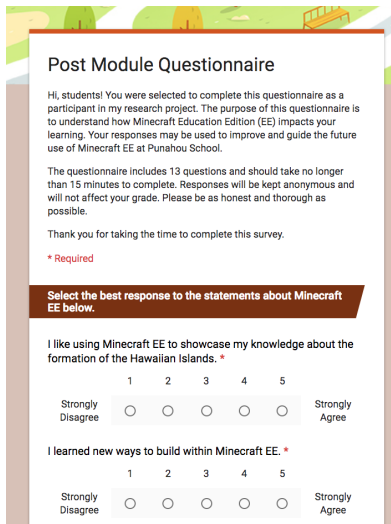 Post Module Questionnaire
Hi, students! You were selected to complete this questionnaire as a
participant in my research project. The purpose of this questionnaire is
to understand how Minecraft Education Edition (EE) impacts your
learning. Your responses may be used to improve and guide the future
use of Minecraft EE at Punahou School.
The questionnaire includes 13 questions and should take no longer
than 15 minutes to complete. Responses will be kept anonymous and
will not affect your grade. Please be as honest and thorough as
possible.
Thank you for taking the time to complete this survey.
* Required
Select the best response to the statements about Minecraft
EE below.
I like using Minecraft EE to showcase my knowledge about the
formation of the Hawaiian Islands. *
1 2 3 4 5
Strongly Disagree Strongly Agree
I learned new ways to build within Minecraft EE. *
1 2 3 4 5
Strongly Disagree Strongly Agree